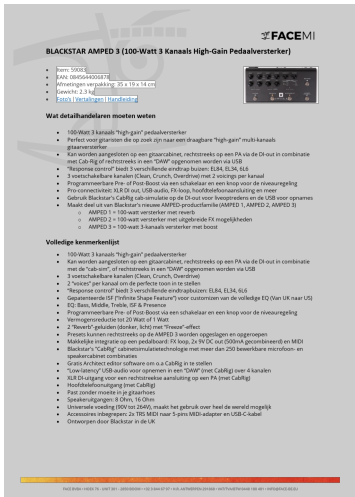 FACEMI
BLACKSTAR AMPED 3 (100-Watt 3 Kanaals High-Gain Pedaalversterker)
Item: 59083
EAN: 0845644006878
Afmetingen verpakking: 35 x 19 x 14 cm
Gewicht: 2.3 kg
Foto's | Vertalingen | Handleiding
Wat detailhandelaren moeten weten
100-Watt 3 kanaals "high-gain" pedaalversterker
Perfect voor gitaristen die op zoek zijn naar een draagbare "high-gain" multi-kanaals
gitaarversterker
Kan worden aangesloten op een gitaarcabinet, rechtstreeks op een PA via de DI-out in combinatie
met Cab-Rig of rechtstreeks in een "DAW" opgenomen worden via USB
"Response control" biedt 3 verschillende eindtrap buizen: EL84, EL34, 6L6
3 voetschakelbare kanalen (Clean, Crunch, Overdrive) met 2 voicings per kanaal
Programmeerbare Pre- of Post-Boost via een schakelaar en een knop voor de niveauregeling
Pro-connectiviteit: XLR DI out, USB-audio, FX-loop, hoofdtelefoonaansluiting en meer
Gebruik Blackstar's CabRig cab-simulatie op de DI-out voor liveoptredens en de USB voor opnames
Maakt deel uit van Blackstar's nieuwe AMPED-productfamilie (AMPED 1, AMPED 2, AMPED 3)
AMPED 1 = 100-watt versterker met reverb
AMPED 2 = 100-watt versterker met uitgebreide FX mogelijkheden
AMPED 3 = 100-watt 3-kanaals versterker met boost
Volledige kenmerkenlijst
100-Watt 3 kanaals "high-gain" pedaalversterker
Kan worden aangesloten op een gitaarcabinet, rechtstreeks op een PA via de DI-out in combinatie
met de "cab-sim", of rechtstreeks in een "DAW" opgenomen worden via USB
3 voetschakelbare kanalen (Clean, Crunch, Overdrive)
2 "voices" per kanaal om de perfecte toon in te stellen
"Response control" biedt 3 verschillende eindtrapbuizen: EL84, EL34, 6L6
Gepatenteerde ISF ("Infinite Shape Feature") voor customizen van de volledige EQ (Van UK naar US)
EQ: Bass, Middle, Treble, ISF & Presence
Programmeerbare Pre- of Post-Boost via een schakelaar en een knop voor de niveauregeling
Vermogensreductie tot 20 Watt of 1 Watt
2 "Reverb"-geluiden (donker, licht) met "Freeze"-effect
Presets kunnen rechtstreeks op de AMPED 3 worden opgeslagen en opgeroepen
Makkelijke integratie op een pedalboard: FX loop, 2x 9V DC out (500mA gecombineerd) en MIDI
Blackstar's "CabRig" cabinetsimulatietechnologie met meer dan 250 bewerkbare microfoon- en
speakercabinet combinaties
Gratis Architect editor software om o.a CabRig in te stellen
"Low-latency" USB-audio voor opnemen in een "DAW" (met CabRig) over 4 kanalen
XLR DI-uitgang voor een rechtstreekse aansluiting op een PA (met CabRig)
Hoofdtelefoonuitgang (met CabRig)
Past zonder moeite in je gitaarhoes
Speakeruitgangen: 8 Ohm, 16 Ohm
Universele voeding (90V tot 264V), maakt het gebruik over heel de wereld mogelijk
Accessoires inbegrepen: 2x TRS MIDI naar 5-pins MIDI-adapter en USB-C-kabel
Ontworpen door Blackstar in de UK